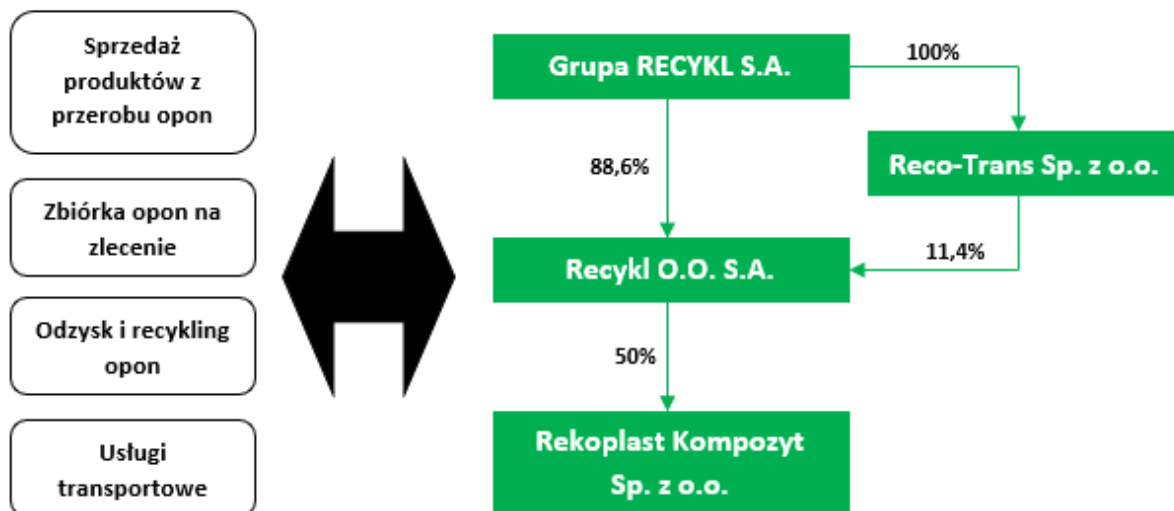 Sprzedaż
produktów z
przerobu opon
Zbiórka opon na
zlecenie
Odzysk i recykling
opon
Usługi
transportowe
Grupa RECYKL S.A.
100%
88,6%
Reco-Trans Sp. z o.o.
Recykl O.O. S.A.
11,4%
50%
Rekoplast Kompozyt
Sp. z o.o.